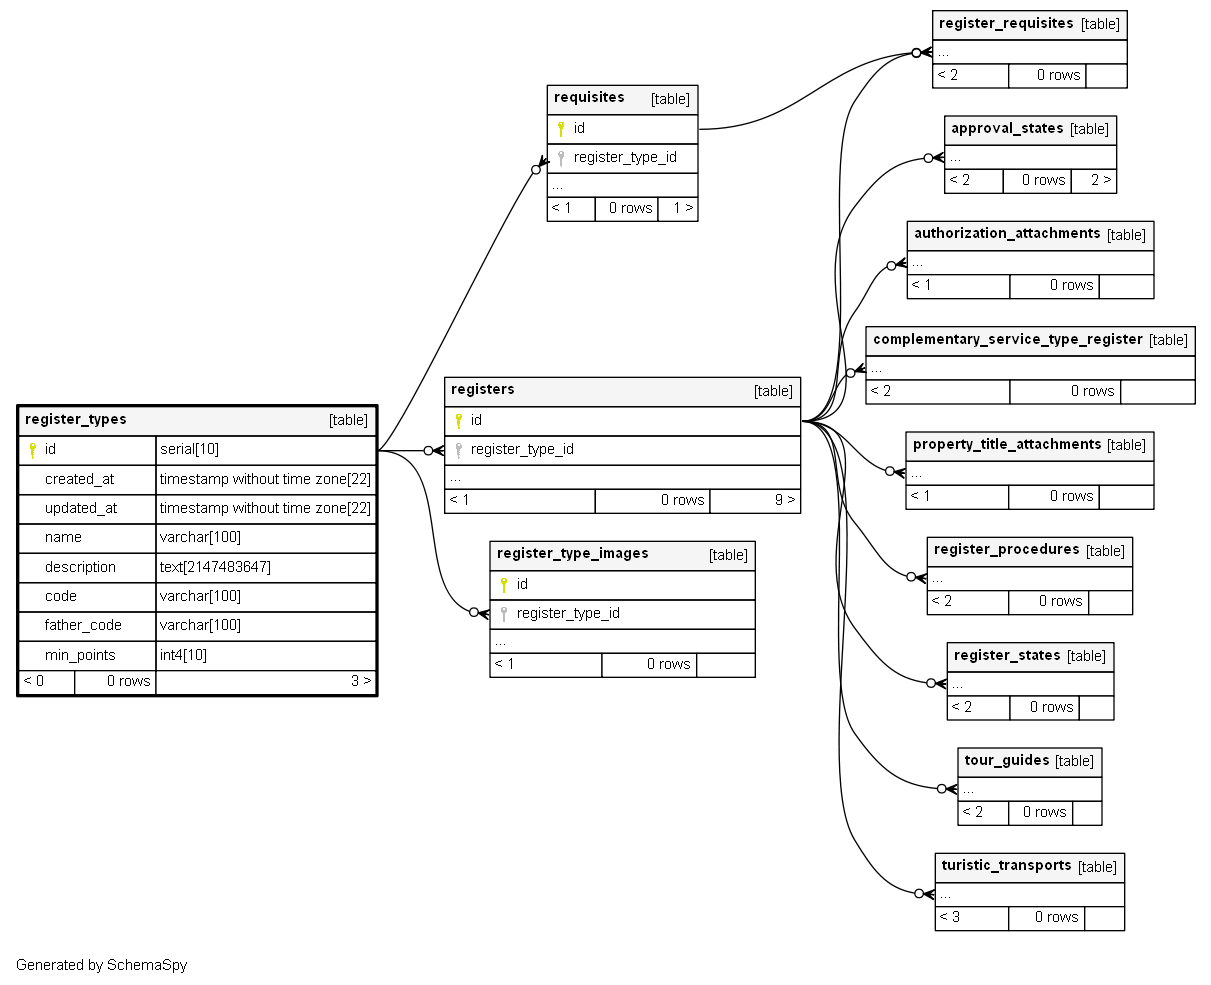 register_requisites [table]
...
< 2 0 rows
requisites [table]
id
register_type_id
...
< 1 0 rows 1 >
approval_states [table]
...
< 2 0 rows 2 >
authorization_attachments [table]
...
< 1 0 rows
complementary_service_type_register [table]
...
< 2 0 rows
registers [table]
id
register_type_id
...
< 1 0 rows 9 >
register_types [table]
id serial[10]
created_at timestamp without time zone[22]
updated_at timestamp without time zone[22]
name varchar[100]
description text[2147483647]
code varchar[100]
father_code varchar[100]
min_points int4[10]
< 0 0 rows 3 >
property_title_attachments [table]
...
< 1 0 rows
register_type_images [table]
id
register_type_id
...
< 1 0 rows
register_procedures [table]
...
< 2 0 rows
register_states [table]
...
< 2 0 rows
tour_guides [table]
...
< 2 0 rows
turistic_transports [table]
...
< 3 0 rows
Generated by SchemaSpy